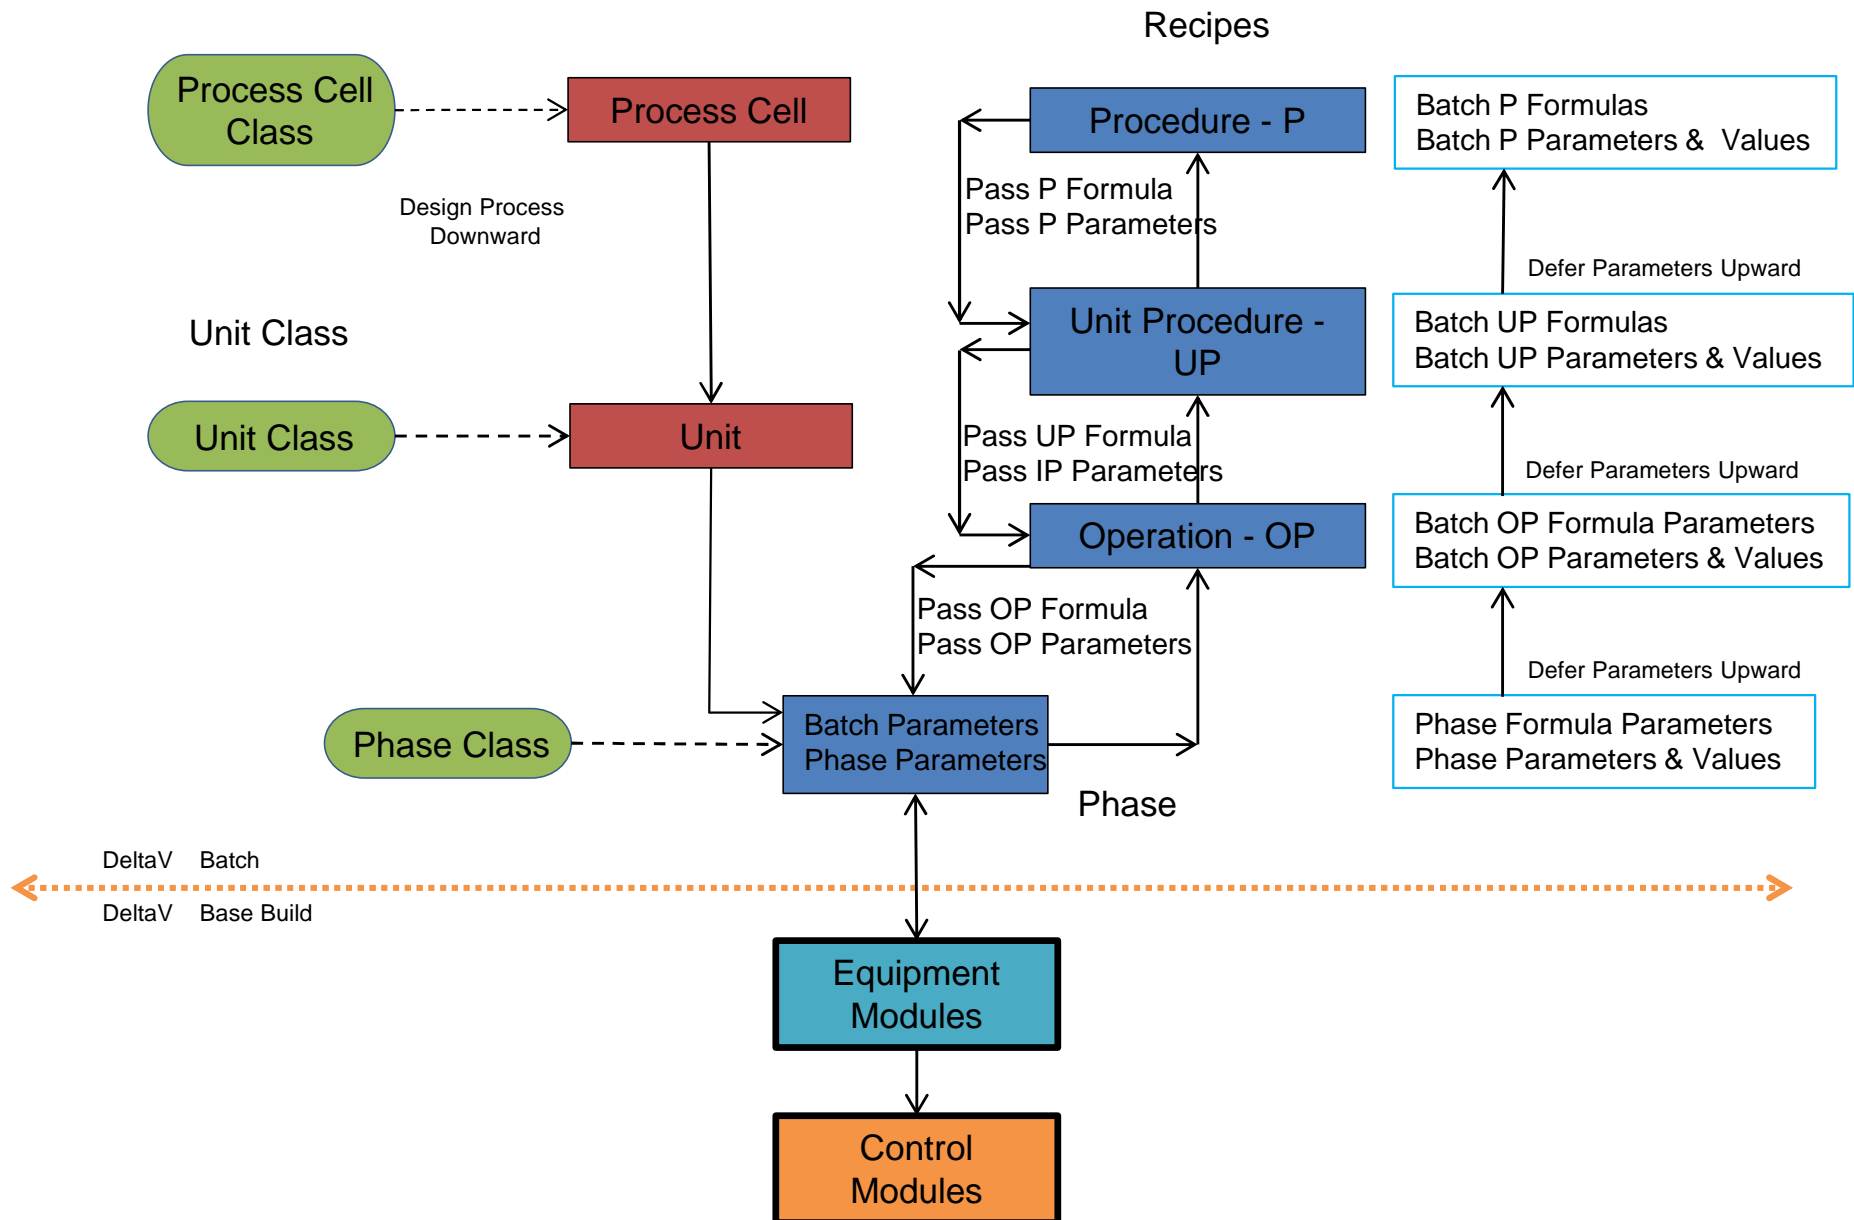 Recipes
Process Cell
Class
Process Cell
Procedure - P
Batch P Formulas
Batch P Parameters &  Values
Design Process
Downward
Pass P Formula
Pass P Parameters
Defer Parameters Upward
Unit Class
Unit Procedure -
UP
Batch UP Formulas
Batch UP Parameters & Values
Unit Class
Unit
Pass UP Formula
Pass IP Parameters
Defer Parameters Upward
Operation - OP
Batch OP Formula Parameters
Batch OP Parameters & Values
Pass OP Formula
Pass OP Parameters
Defer Parameters Upward
Phase Class
Batch Parameters
Phase Parameters
Phase Formula Parameters
Phase Parameters & Values
Phase
DeltaV    Batch
DeltaV    Base Build
Equipment
Modules
Control
Modules